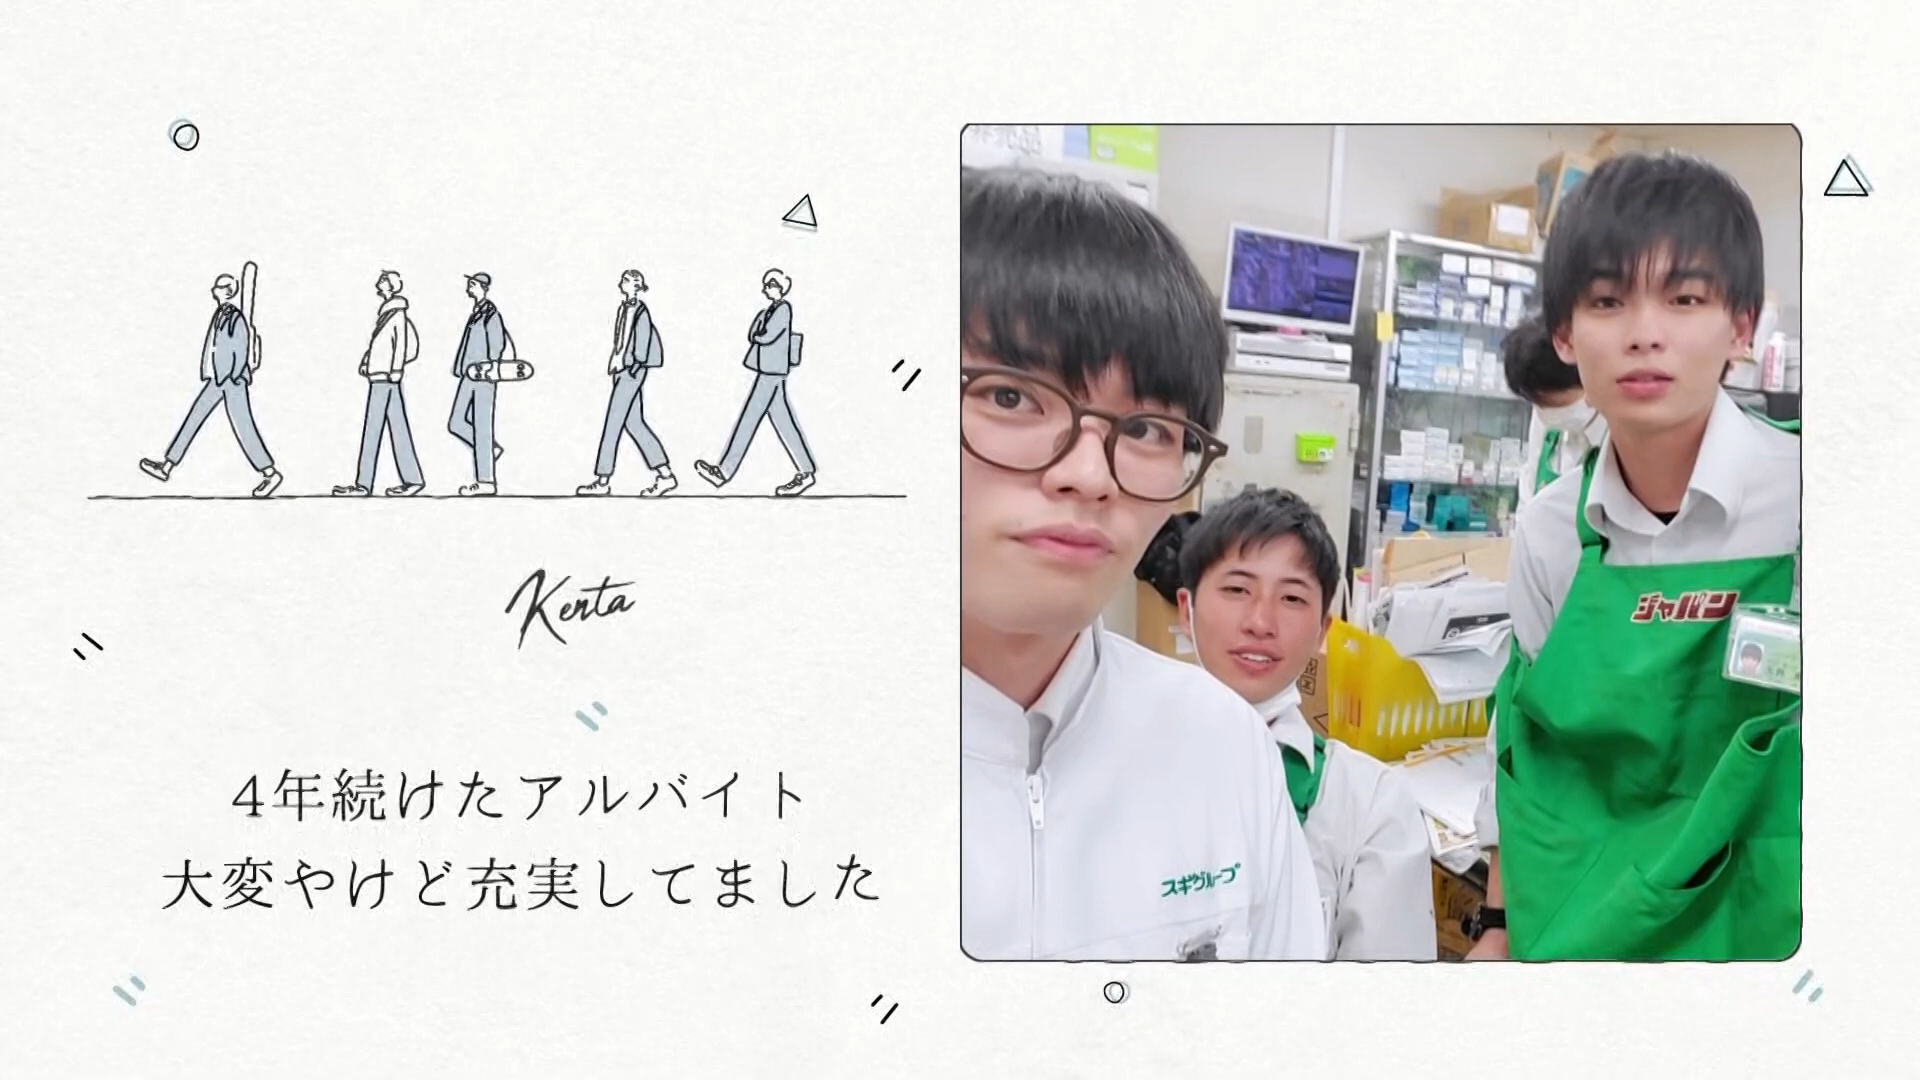 Kenta
4年続けたアルバイト
大変やけど充実してました
ジャパン
スギグループ